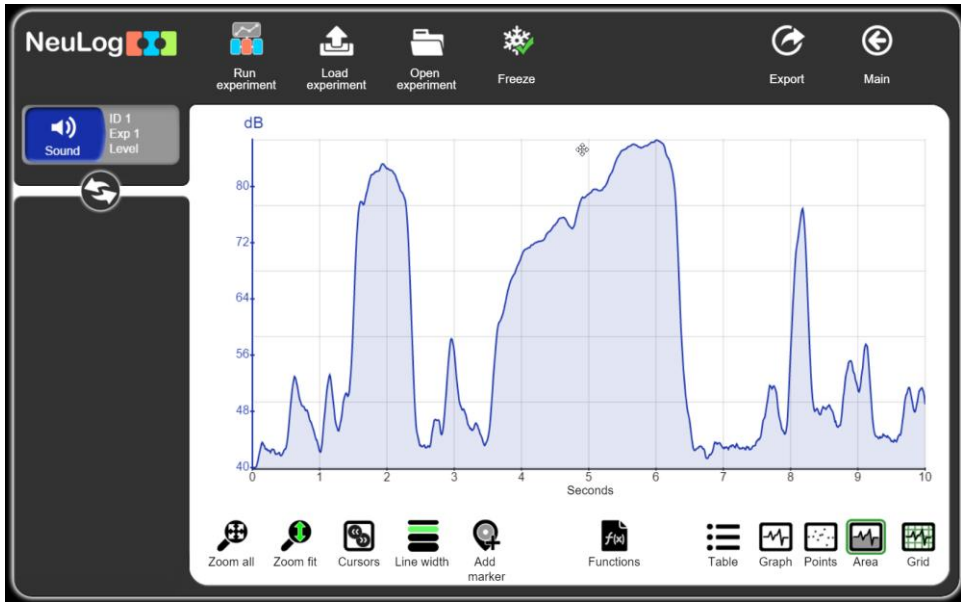 NeuLog
Run
experiment
Load
experiment
Open
experiment
Freeze
Export
Main
Sound
ID 1
Exp 1
Level
dB
80
72
64
56
48
40
0 1 2 3 4 5 6 7 8 9 10
Seconds
Zoom all
Zoom fit
Cursors
Line width
Add
marker
f(x)
Functions
Table
Graph
Points
Area
Grid